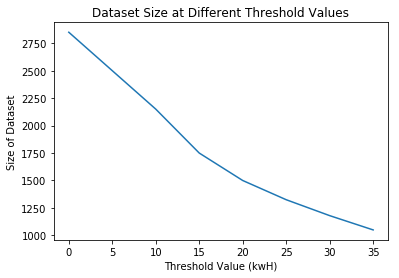 Dataset Size at Different Threshold Values
2750
2500
2250
2000
1750
1500
1250
1000
Size of Dataset
0 5 10 15 20 25 30 35
Threshold Value (kwH)